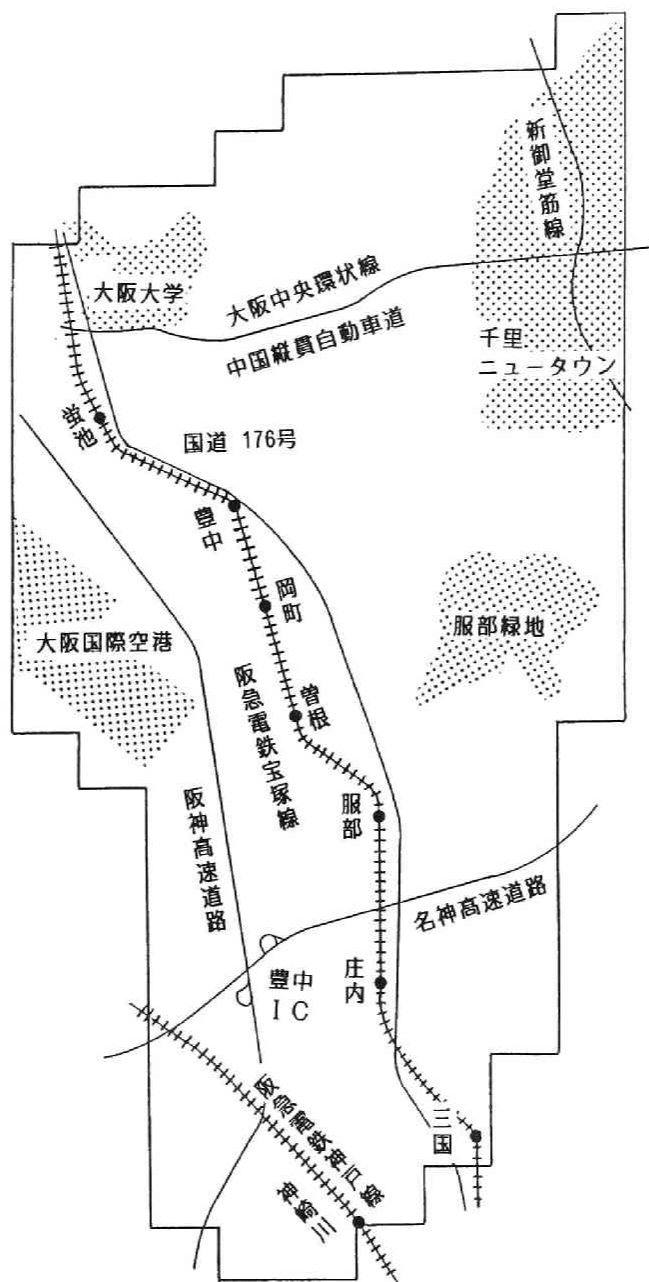 新御堂筋線
大阪大学
大阪中央環状線
中国縦貫自動車道
千里
ニュータウン
蛍池
国道 176号
豊中
岡町
大阪国際空港
服部緑地
曽根
阪急電鉄宝塚線
服部
阪神高速道路
名神高速道路
庄内
豊中
IC
阪急電鉄神戸線
三国
神崎川